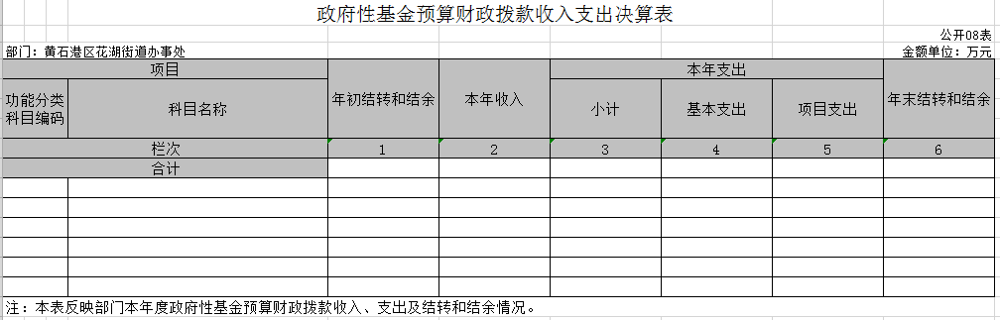 政府性基金预算财政拨款收入支出决算表
公开08表
部门：黄石港区花湖街道办事处 金额单位：万元
项目 年初结转和结余 本年收入 本年支出 年末结转和结余
功能分类科目编码 科目名称 小计 基本支出 项目支出
栏次 1 2 3 4 5 6
合计
注：本表反映部门本年度政府性基金预算财政拨款收入、支出及结转和结余情况。